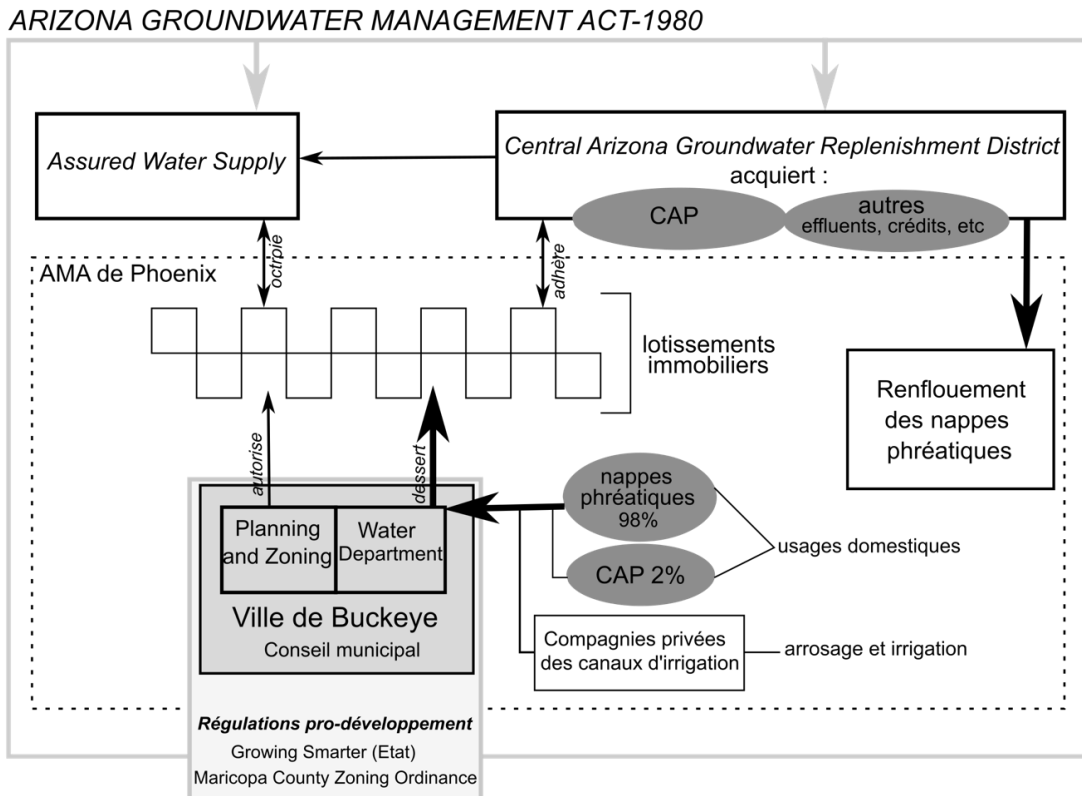 ARIZONA GROUNDWATER MANAGEMENT ACT-1980
Assured Water Supply
Central Arizona Groundwater Replenishment District
acquiert :
CAP
autres
effluents, crédits, etc
AMA de Phoenix
octrpie
adhère
lotissements
immobiliers
Renflouement
des nappes
phréatiques
autorise
dessert
nappes
phréatiques
98%
CAP 2%
usages domestiques
Planning
and Zoning
Water
Department
Ville de Buckeye
Conseil municipal
Compagnies privées
des canaux d'irrigation
arrosage et irrigation
Régulations pro-développement
Growing Smarter (Etat)
Maricopa County Zoning Ordinance